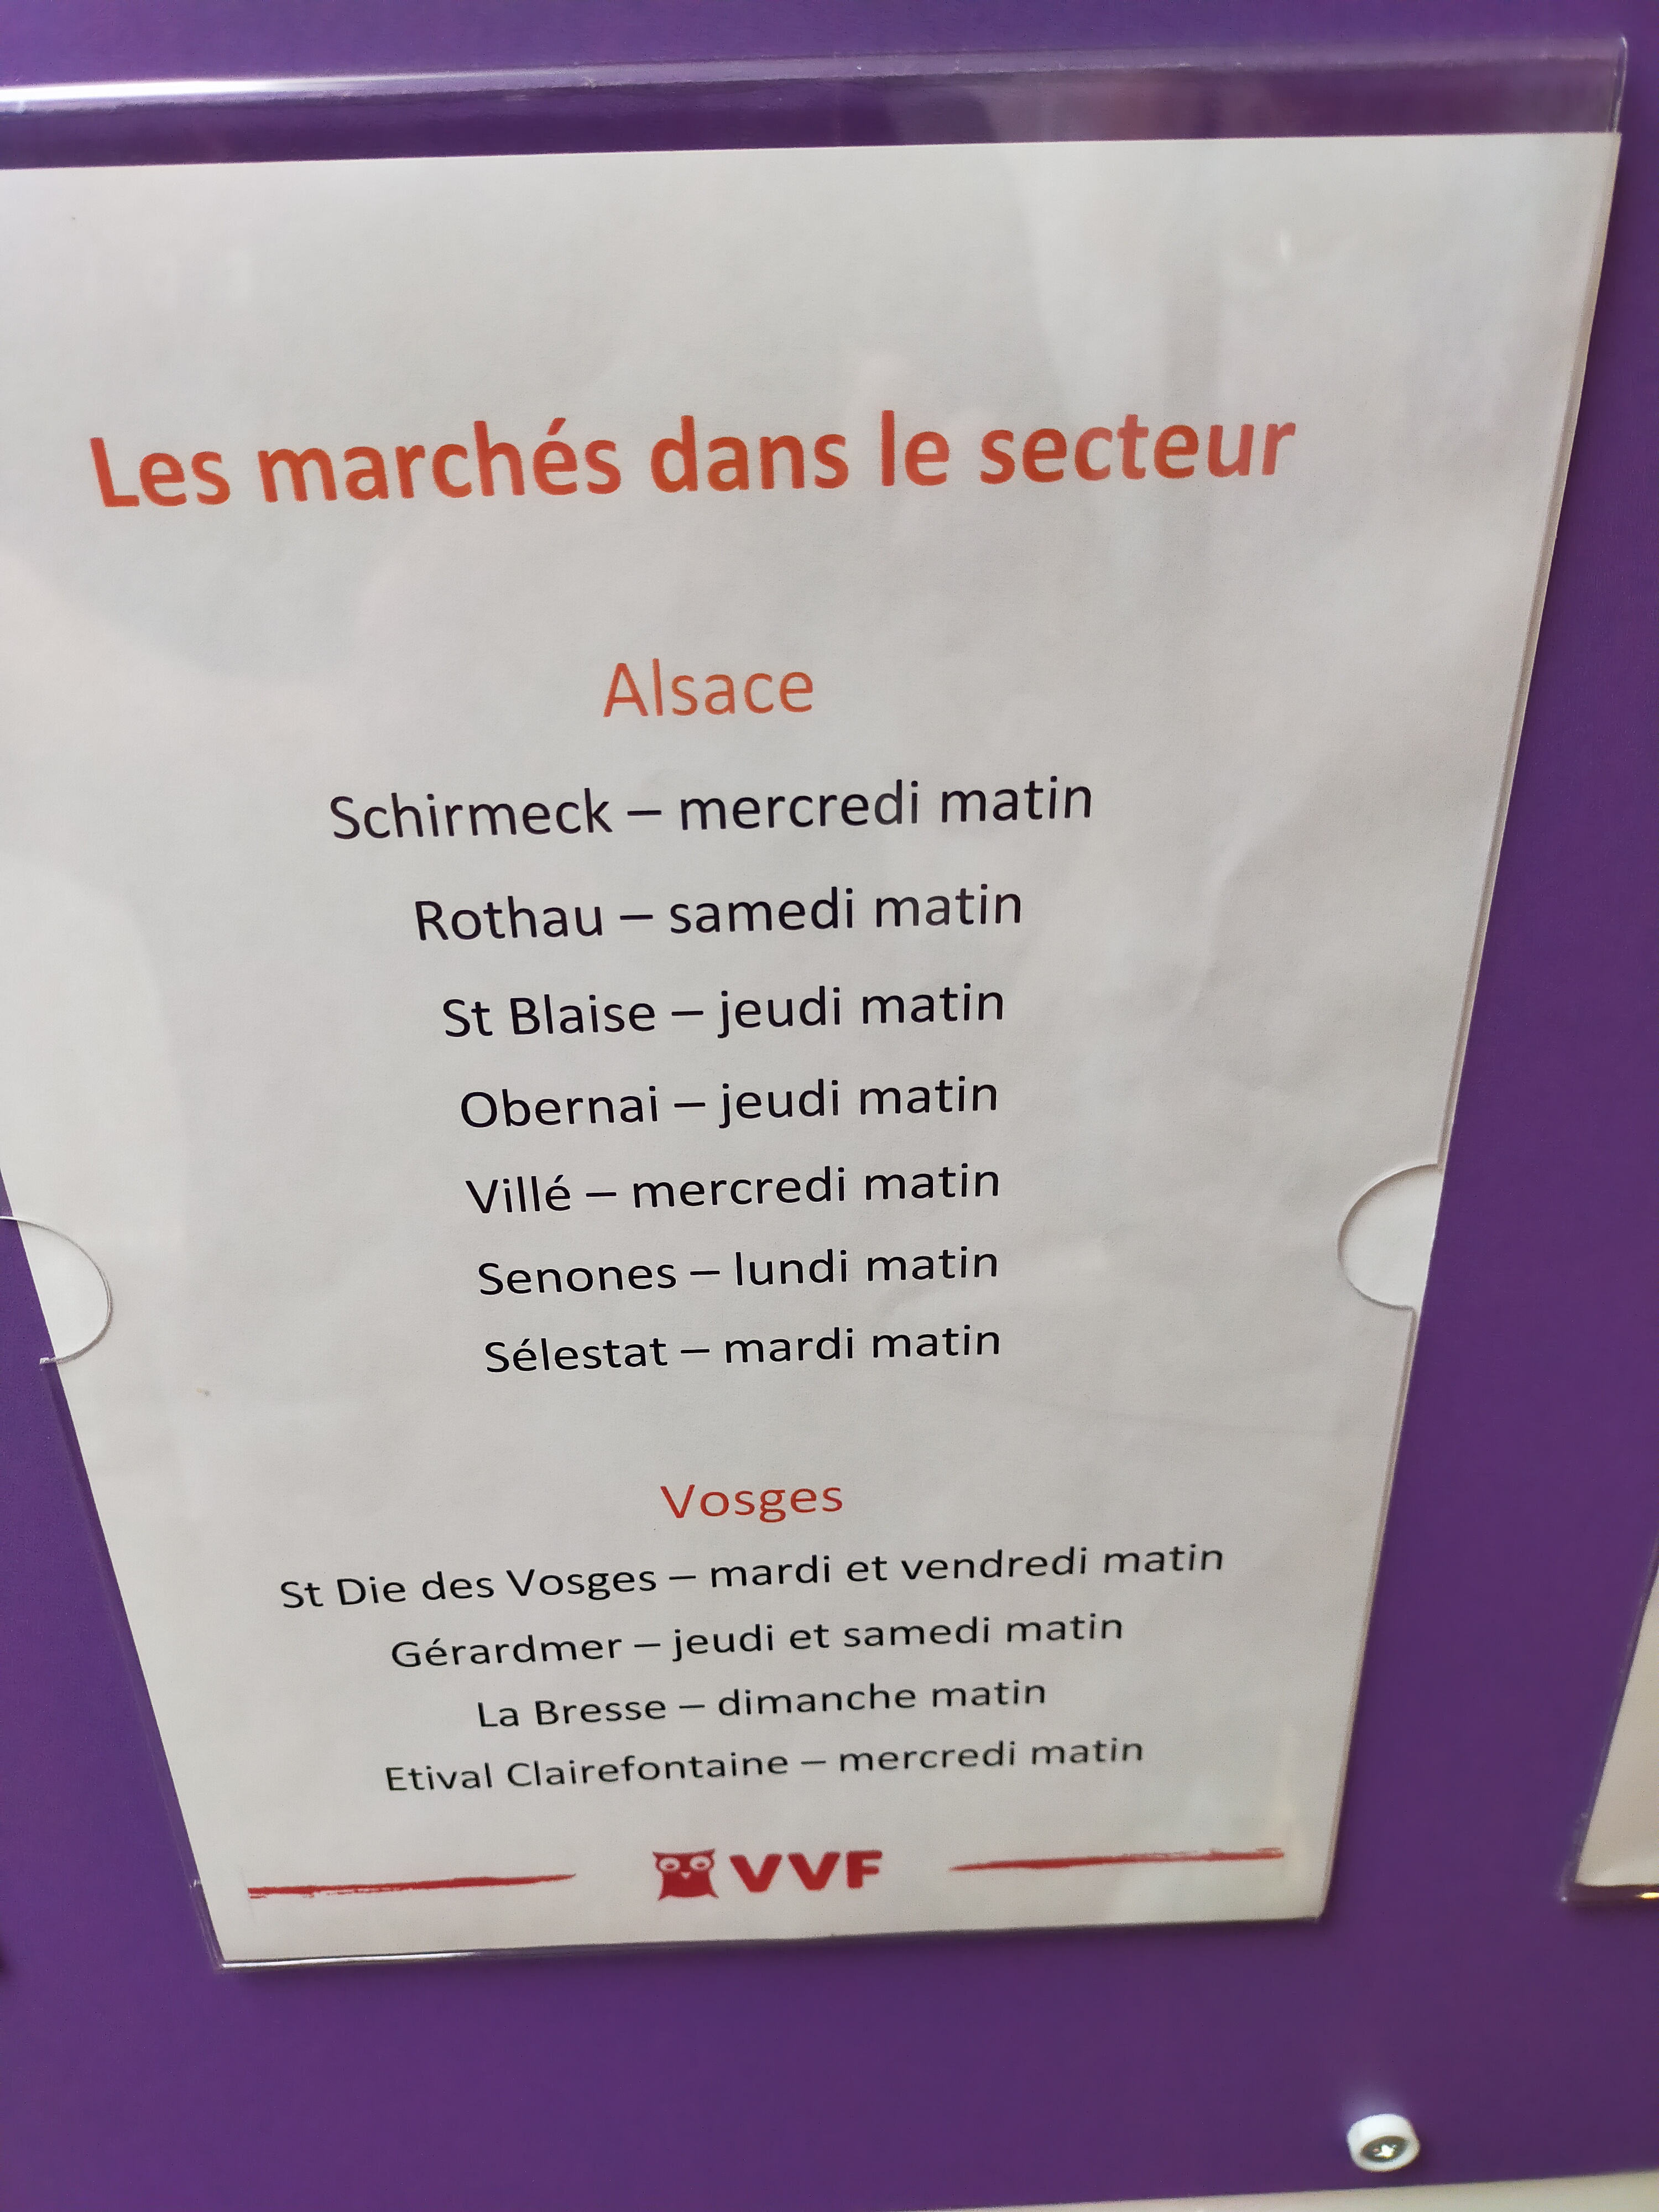 Les marchés dans le secteur
Alsace
Schirmeck – mercredi matin
Rothau – samedi matin
St Blaise – jeudi matin
Obernai – jeudi matin
Villé – mercredi matin
Senones – lundi matin
Sélestat – mardi matin
Vosges
St Die des Vosges – mardi et vendredi matin
Gérardmer – jeudi et samedi matin
La Bresse – dimanche matin
Etival Clairefontaine – mercredi matin
VVF